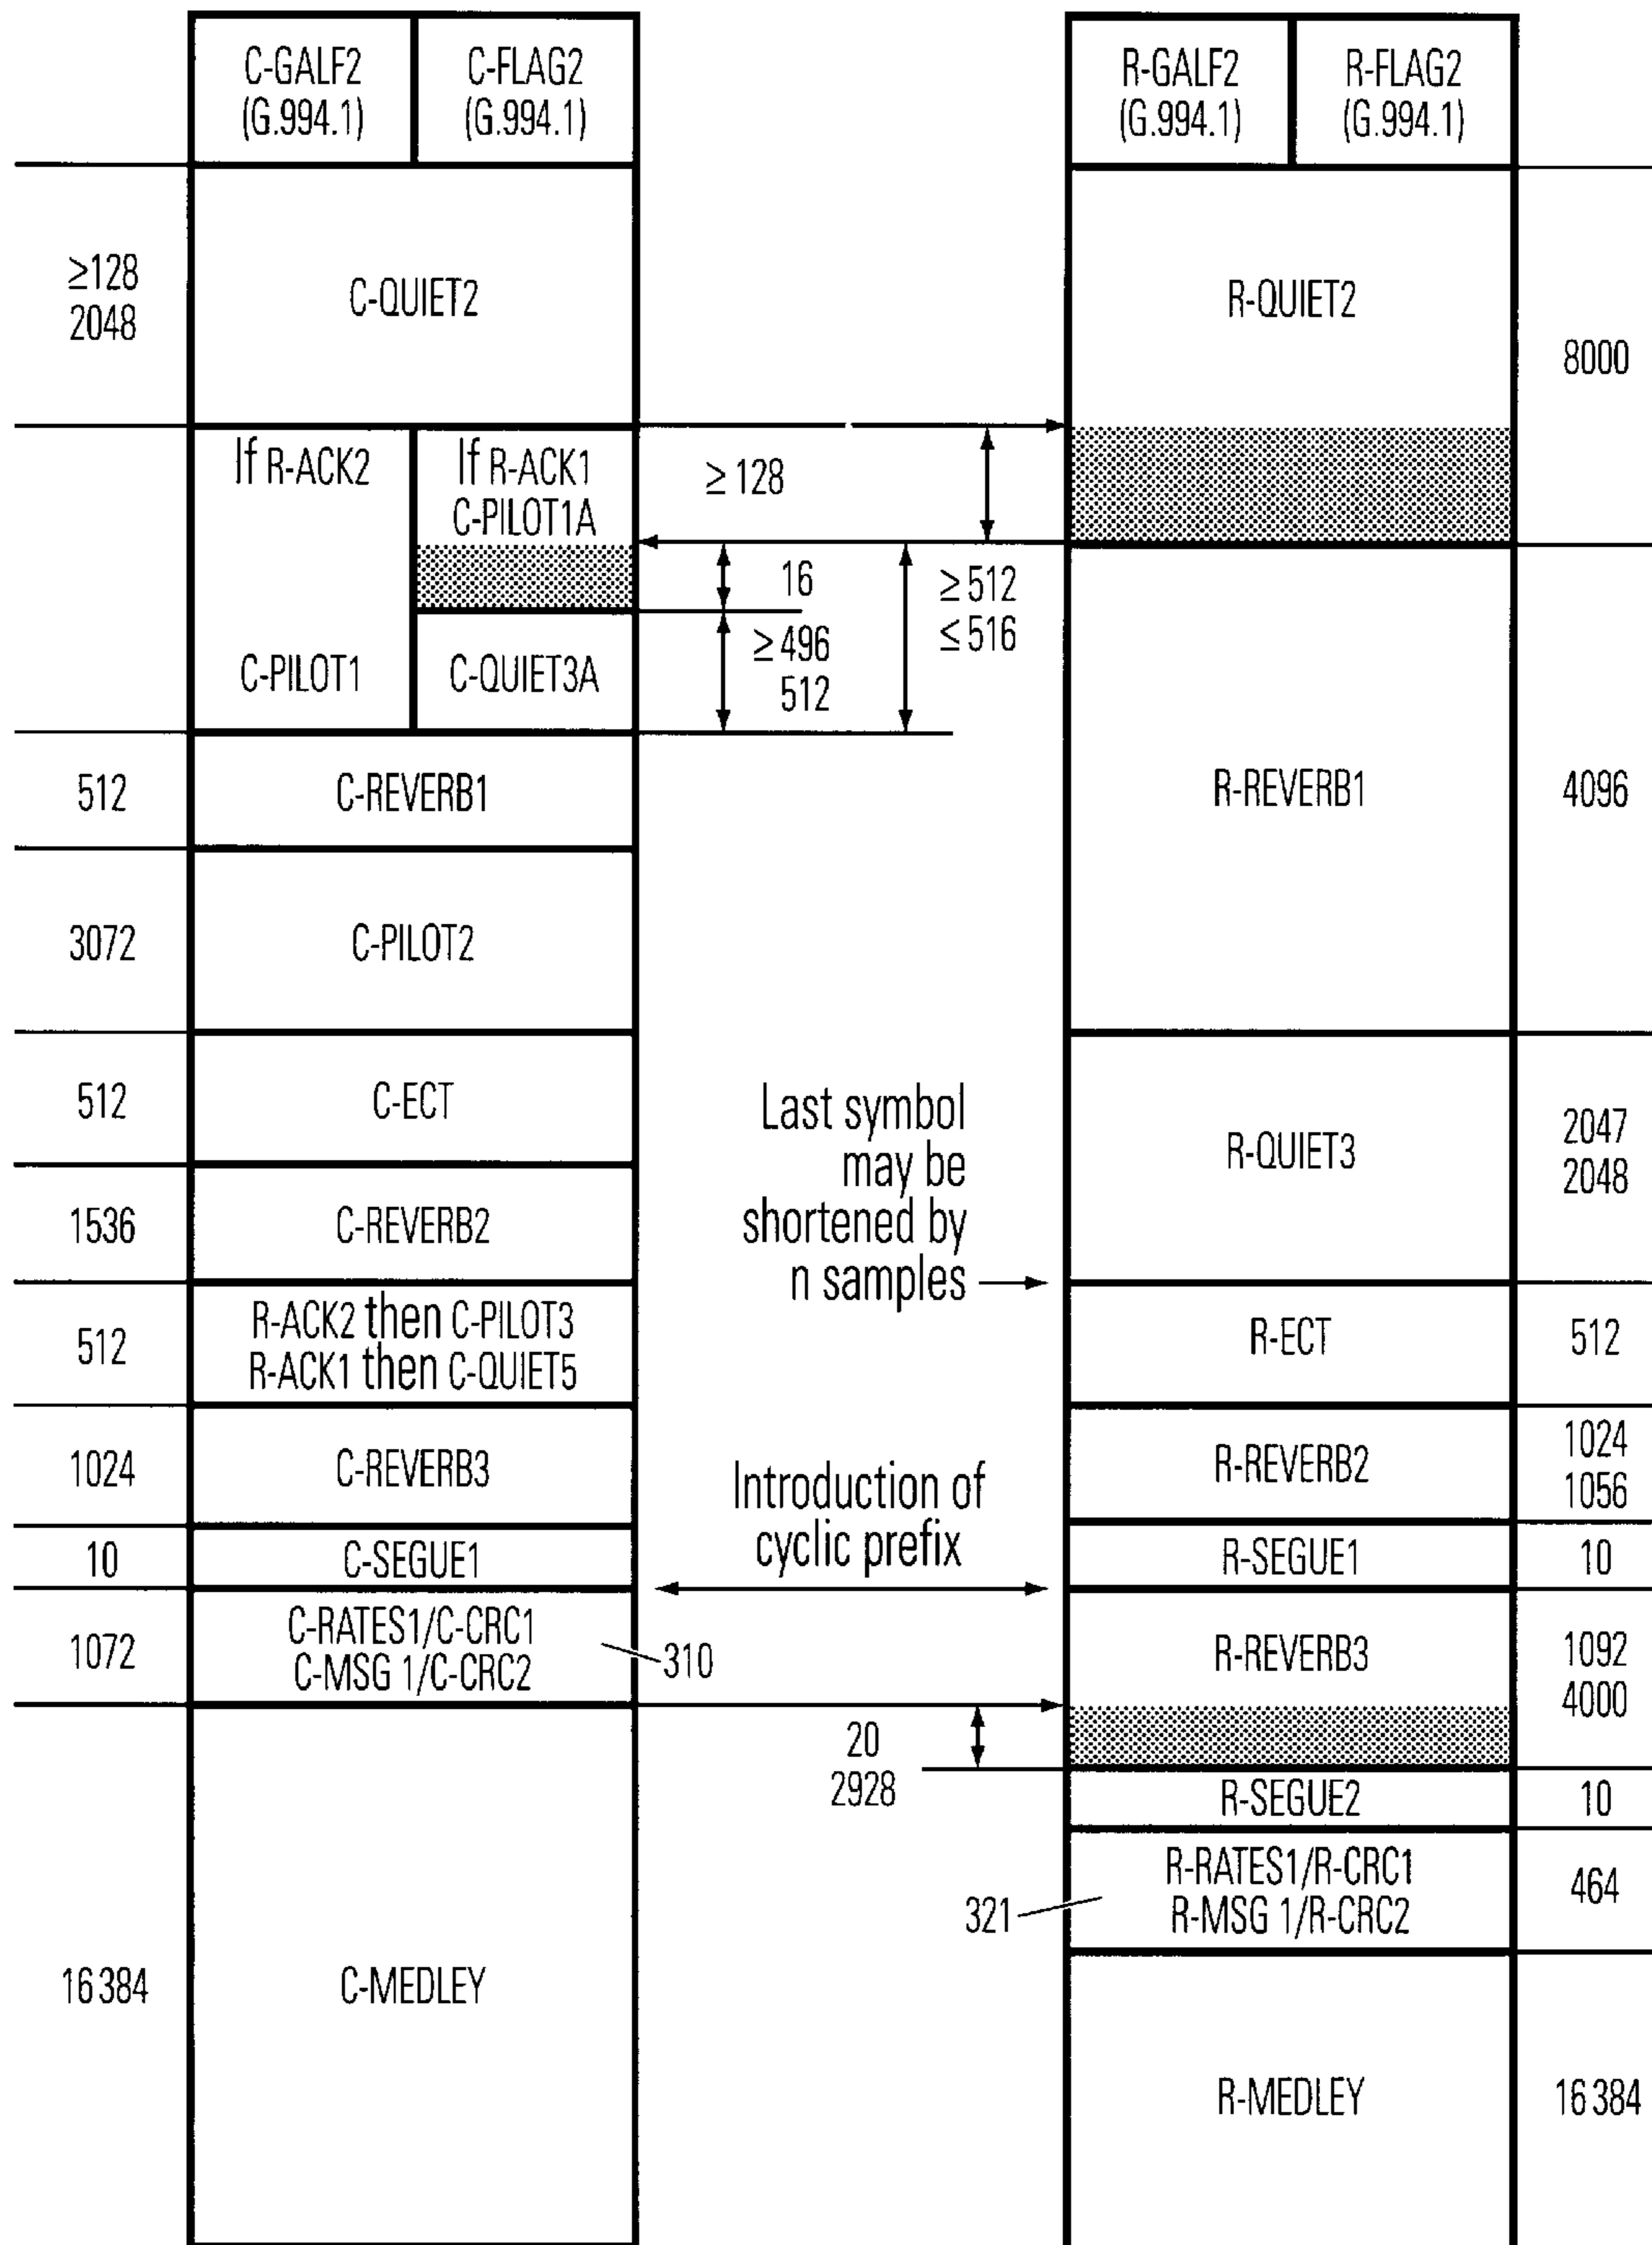 C-GALF2
(G.994.1)
C-FLAG2
(G.994.1)
R-GALF2
(G.994.1)
R-FLAG2
(G.994.1)
≥128
2048
C-QUIET2
R-QUIET2
8000
If R-ACK2
C-PILOT1
If R-ACK1
C-PILOT1A
C-QUIET3A
≥ 128
16
≥ 496
512
≥ 512
≤ 516
512
C-REVERB1
R-REVERB1
4096
3072
C-PILOT2
512
C-ECT
Last symbol
may be
shortened by
n samples
R-QUIET3
2047
2048
1536
C-REVERB2
512
R-ACK2 then C-PILOT3
R-ACK1 then C-QUIET5
R-ECT
512
1024
C-REVERB3
Introduction of
cyclic prefix
R-REVERB2
1024
1056
10
C-SEGUE1
R-SEGUE1
10
1072
C-RATES1/C-CRC1
C-MSG 1/C-CRC2
310
R-REVERB3
1092
4000
20
2928
R-SEGUE2
10
321
R-RATES1/R-CRC1
R-MSG 1/R-CRC2
464
16 384
C-MEDLEY
R-MEDLEY
16 384